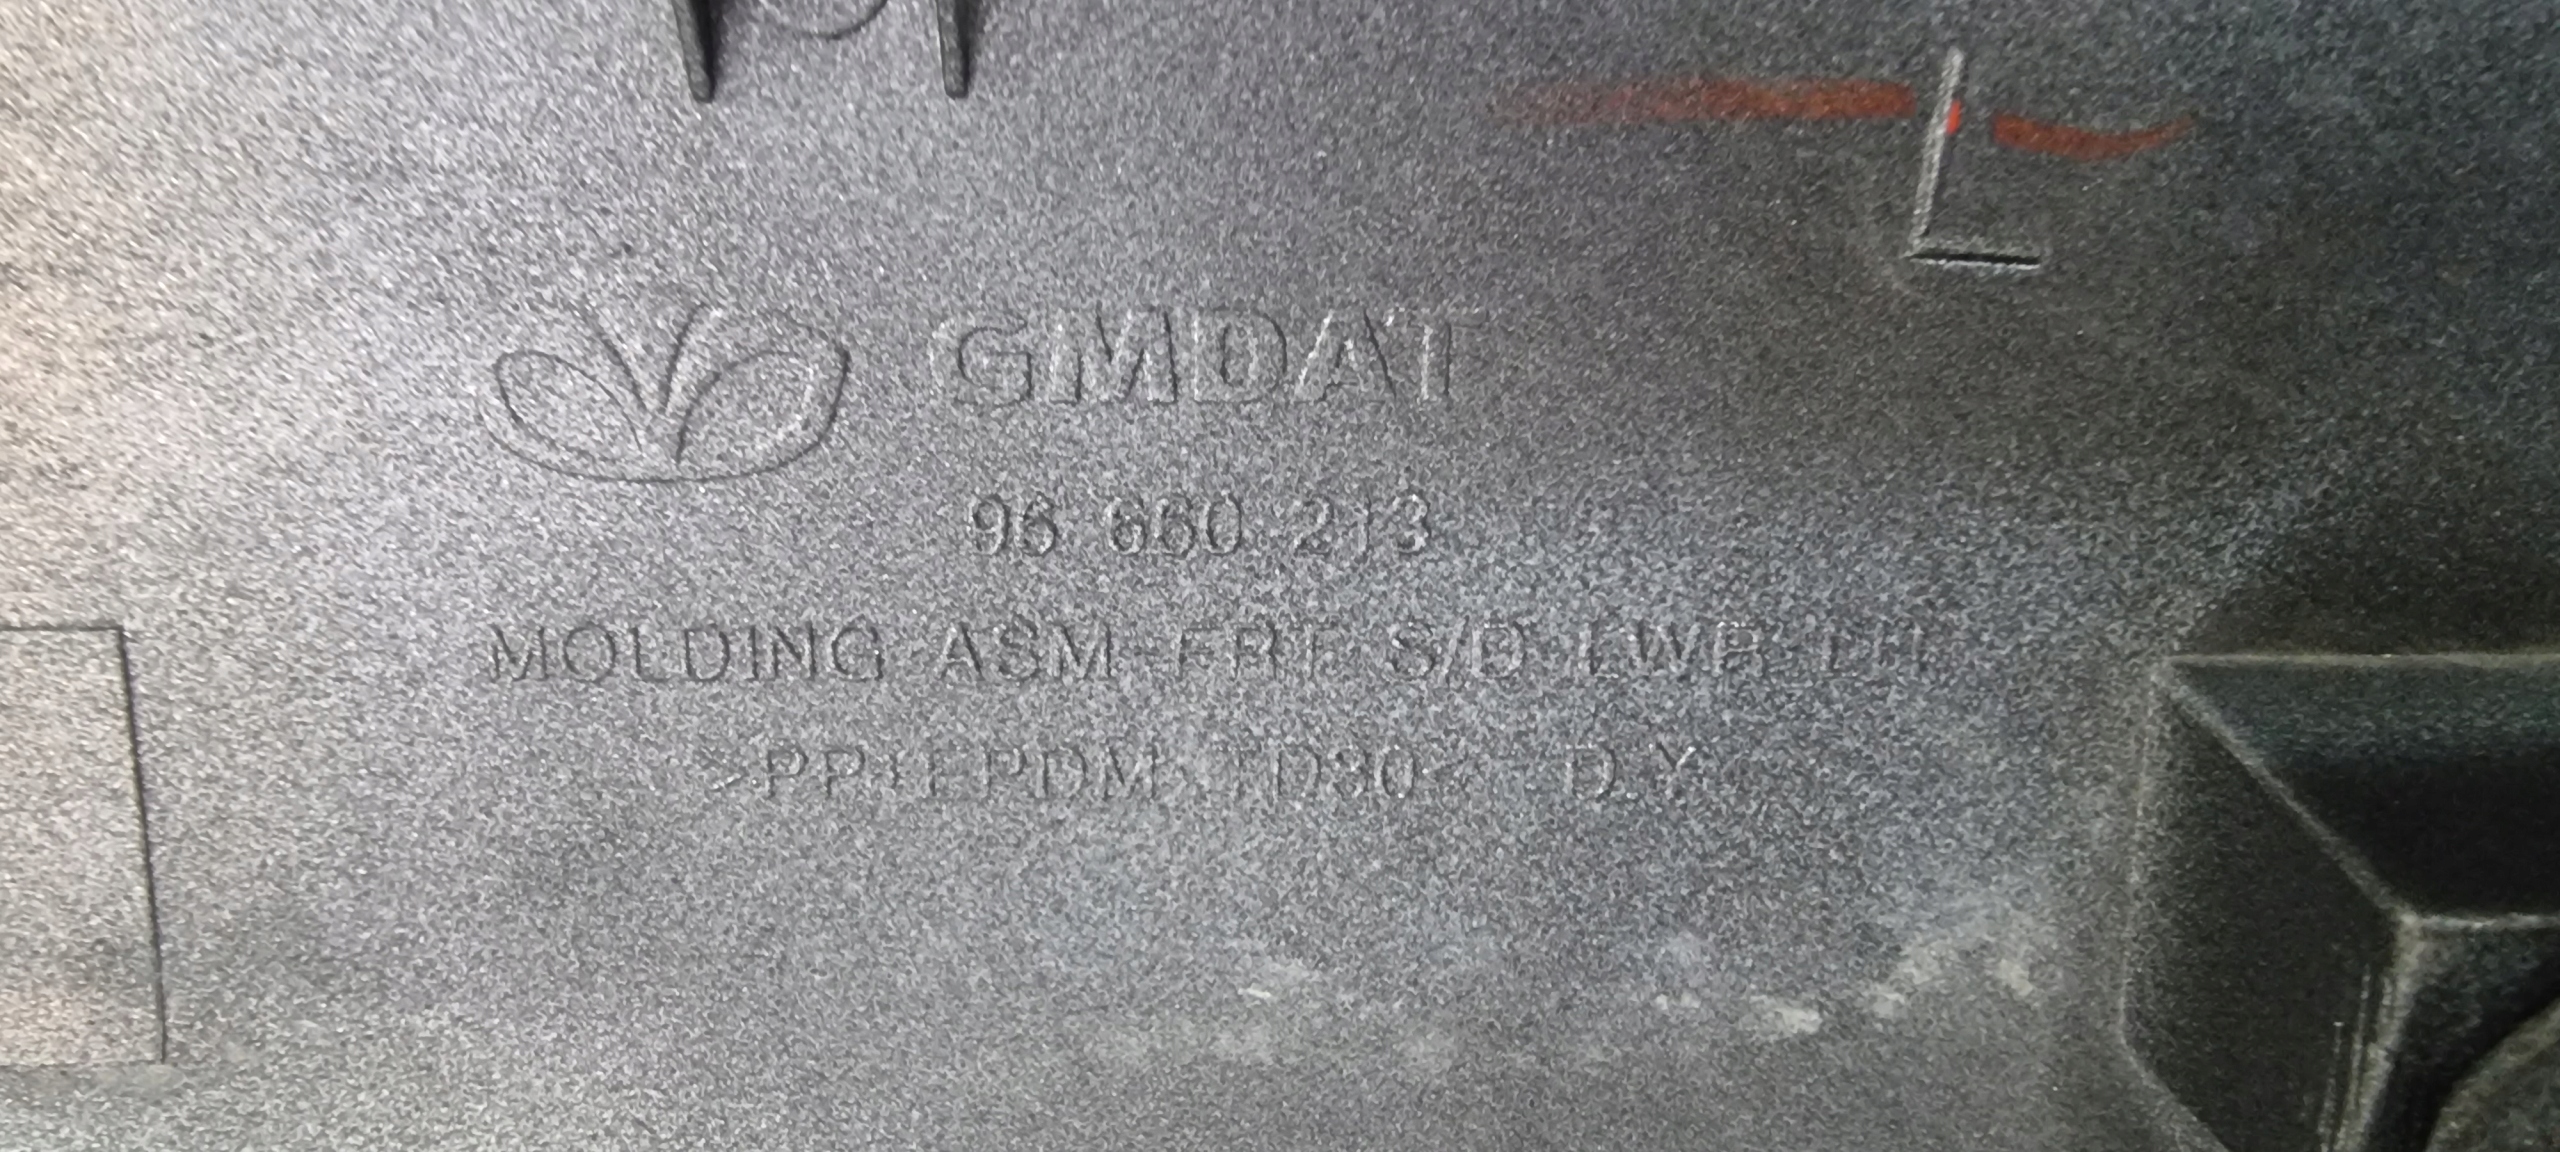 L
GMDAT
96 660 213
MOLDING ASM-FRT S/D LWR LH
>PP+EPDM-TD30< D.Y